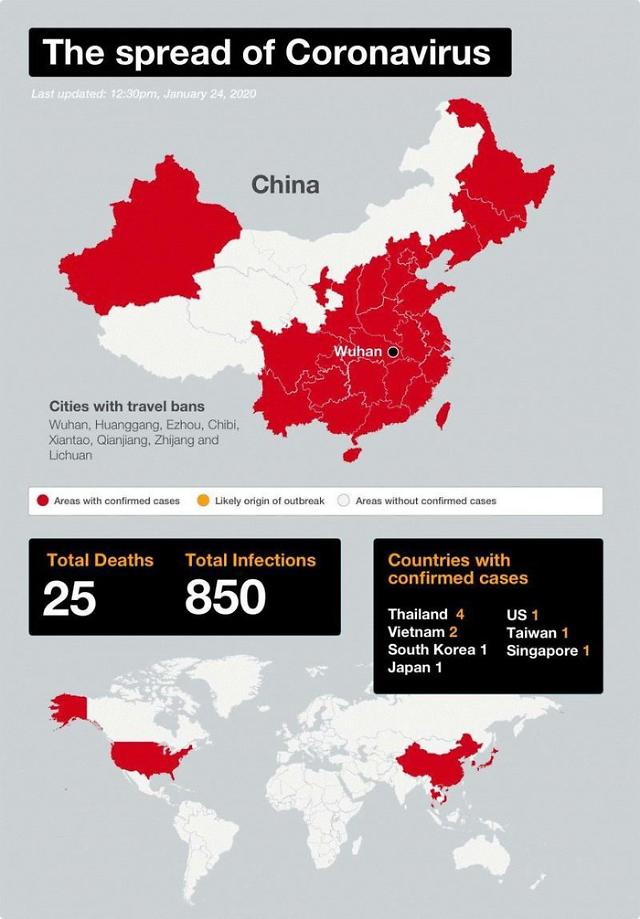 The spread of Coronavirus
Last updated: 12:30pm, January 24, 2020
China
Wuhan
Cities with travel bans
Wuhan, Huanggang, Ezhou, Chibi,
Xiantao, Qianjiang, Zhijang and
Lichuan
Areas with confirmed cases
Likely origin of outbreak
Areas without confirmed cases
Total Deaths
25
Total Infections
850
Countries with
confirmed cases
Thailand 4
Vietnam 2
South Korea 1
Japan 1
US 1
Taiwan 1
Singapore 1